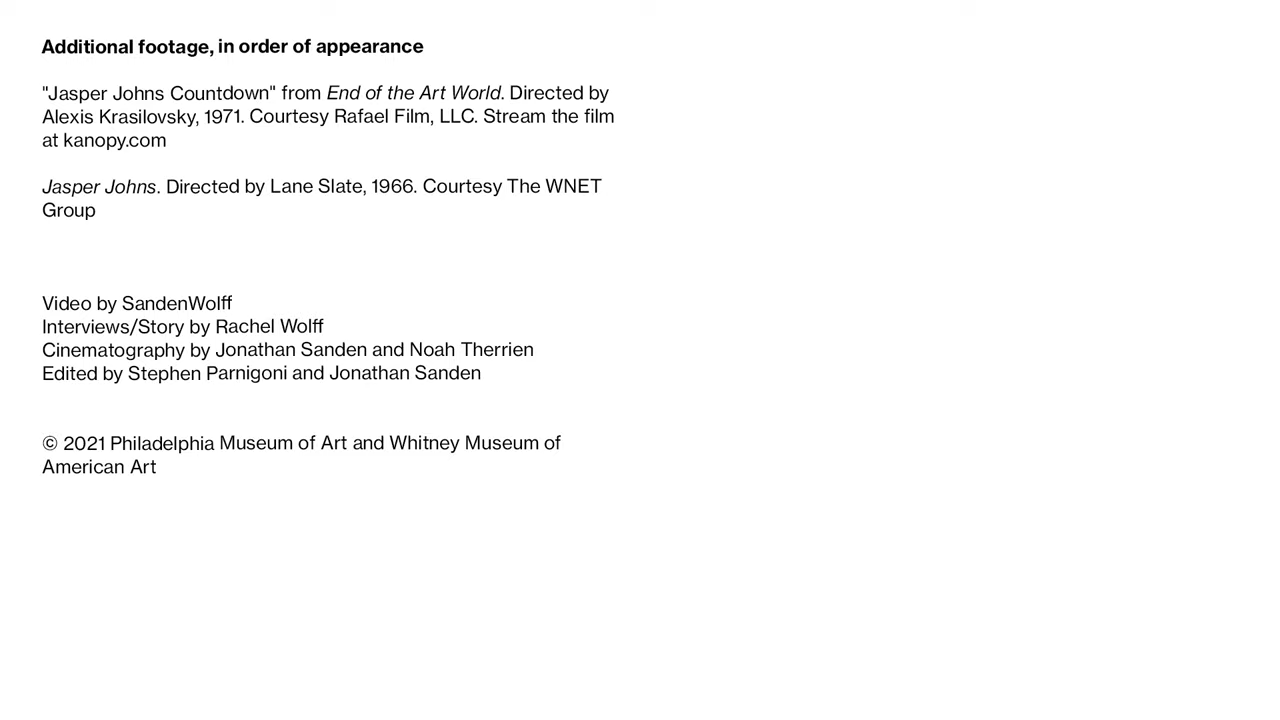 Additional footage, in order of appearance
"Jasper Johns Countdown" from End of the Art World. Directed by
Alexis Krasilovsky, 1971. Courtesy Rafael Film, LLC. Stream the film
at kanopy.com
Jasper Johns. Directed by Lane Slate, 1966. Courtesy The WNET
Group
Video by SandenWolff
Interviews/Story by Rachel Wolff
Cinematography by Jonathan Sanden and Noah Therrien
Edited by Stephen Parnigoni and Jonathan Sanden
© 2021 Philadelphia Museum of Art and Whitney Museum of
American Art